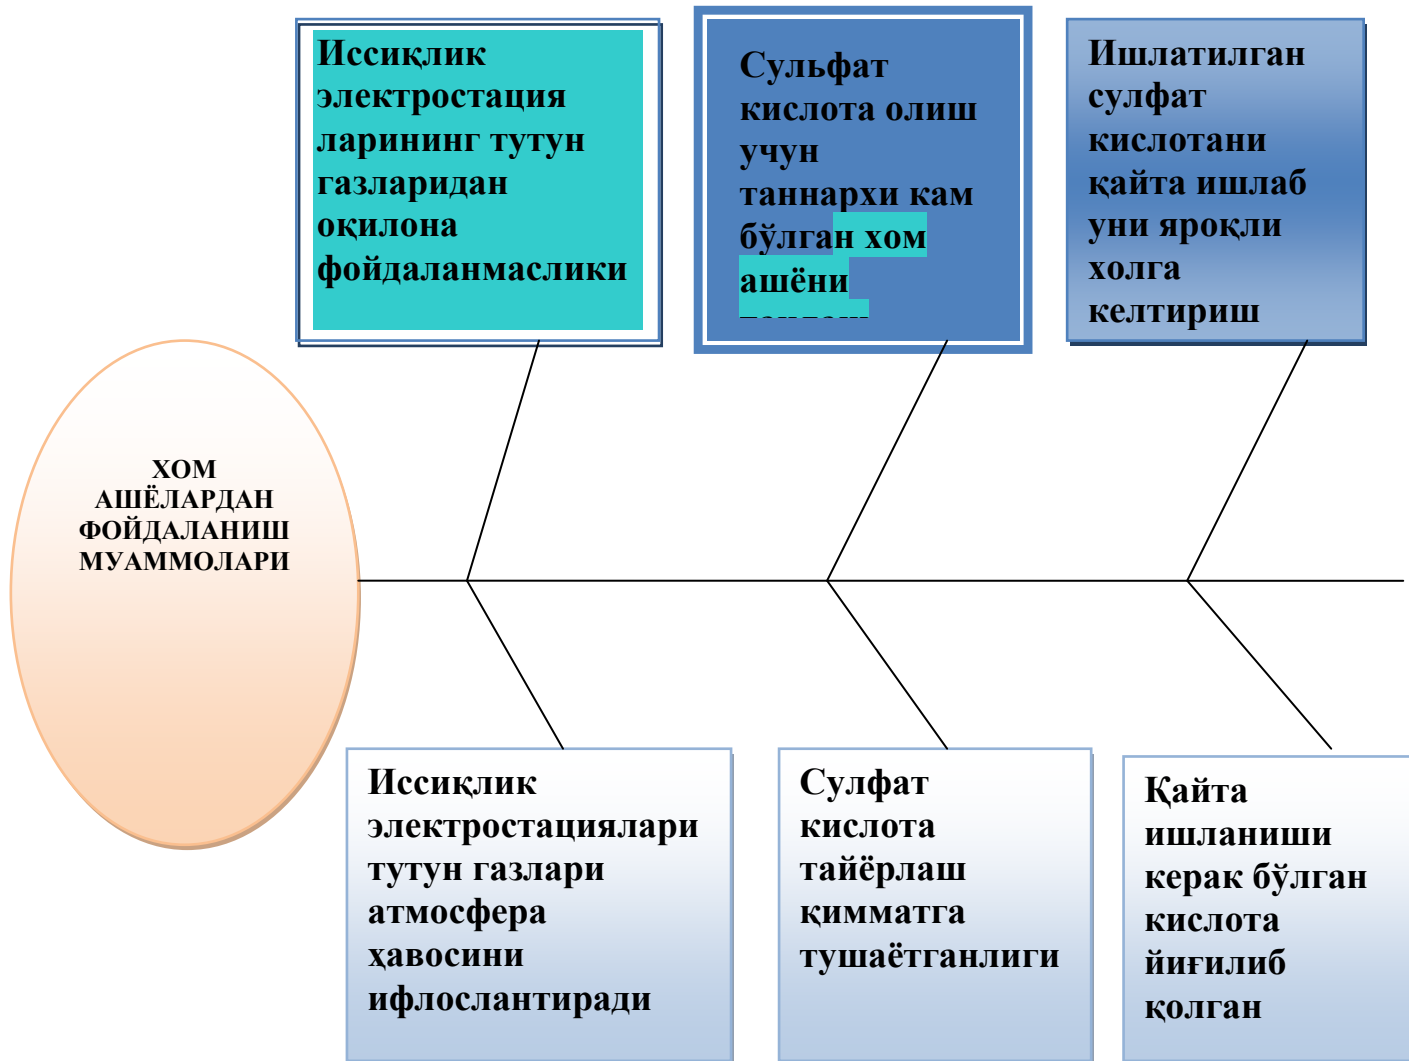 Иссиқлик
электростация
ларининг тутун
газларидан
оқилона
фойдаланмаслики
Сульфат
кислота олиш
учун
таннархи кам
бўлган хом
ашёни
Ишлатилган
сулфат
кислотани
қайта ишлаб
уни яроқли
холга
келтириш
ХОМ
АШЁЛАРДАН
ФОЙДАЛАНИШ
МУАММОЛАРИ
Иссиқлик
электростациялари
тутун газлари
атмосфера
ҳавосини
ифлослантиради
Сулфат
кислота
тайёрлаш
қимматга
тушаётганлиги
Қайта
ишланиши
керак бўлган
кислота
йиғилиб
қолган